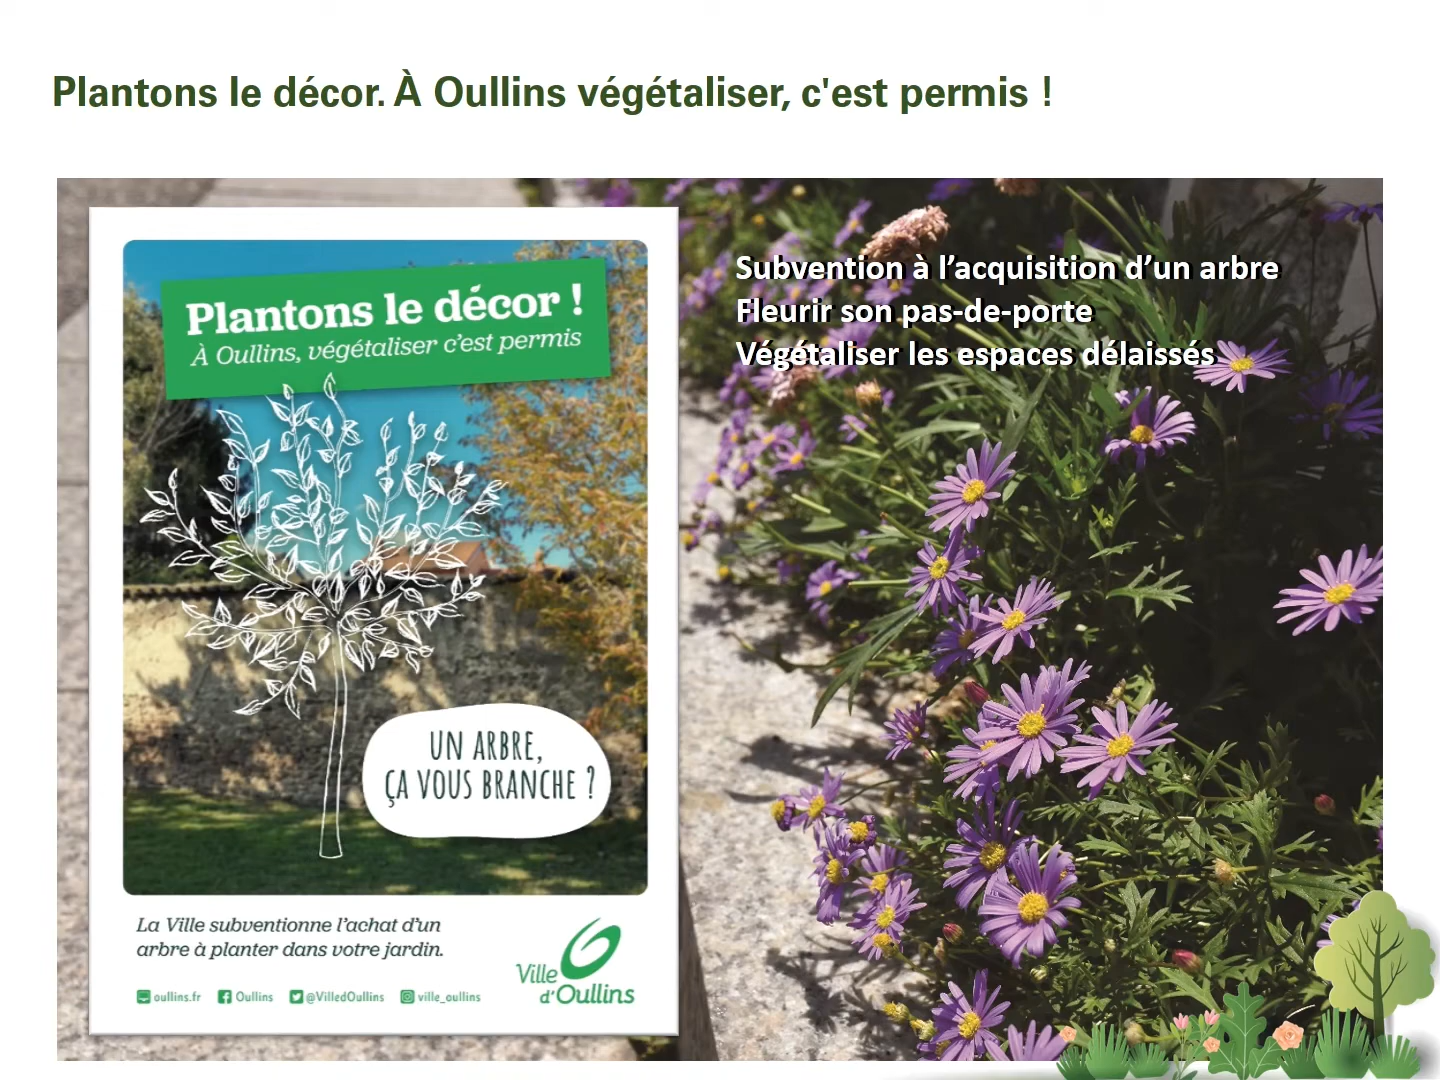 Plantons le décor. À Oullins végétaliser, c'est permis !
Plantons le décor !
À Oullins, végétaliser c'est permis
UN ARBRE,
ÇA VOUS BRANCHE ?
La Ville subventionne l'achat d'un
arbre à planter dans votre jardin.
oullins.fr Oullins @VilledOullins ville_oullins
Ville
d'Oullins
Subvention à l’acquisition d’un arbre
Fleurir son pas-de-porte
Végétaliser les espaces délaissés